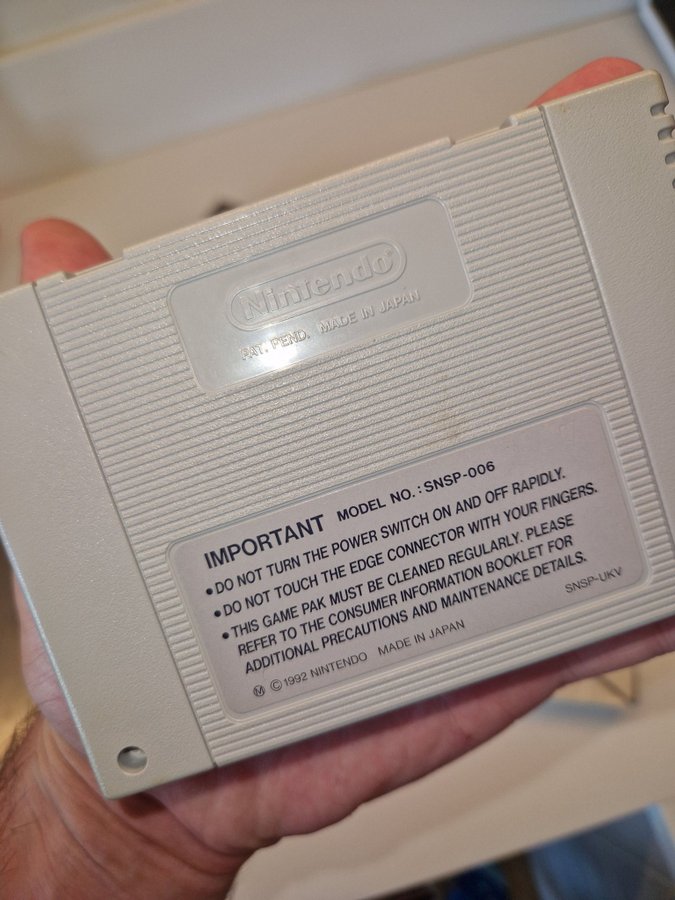 Nintendo®
PAT. PEND. MADE IN JAPAN
IMPORTANT MODEL NO.:SNSP-006
•DO NOT TURN THE POWER SWITCH ON AND OFF RAPIDLY.
•DO NOT TOUCH THE EDGE CONNECTOR WITH YOUR FINGERS.
•THIS GAME PAK MUST BE CLEANED REGULARLY. PLEASE
REFER TO THE CONSUMER INFORMATION BOOKLET FOR
ADDITIONAL PRECAUTIONS AND MAINTENANCE DETAILS.
Ⓜ ©1992 NINTENDO MADE IN JAPAN SNSP-UKV